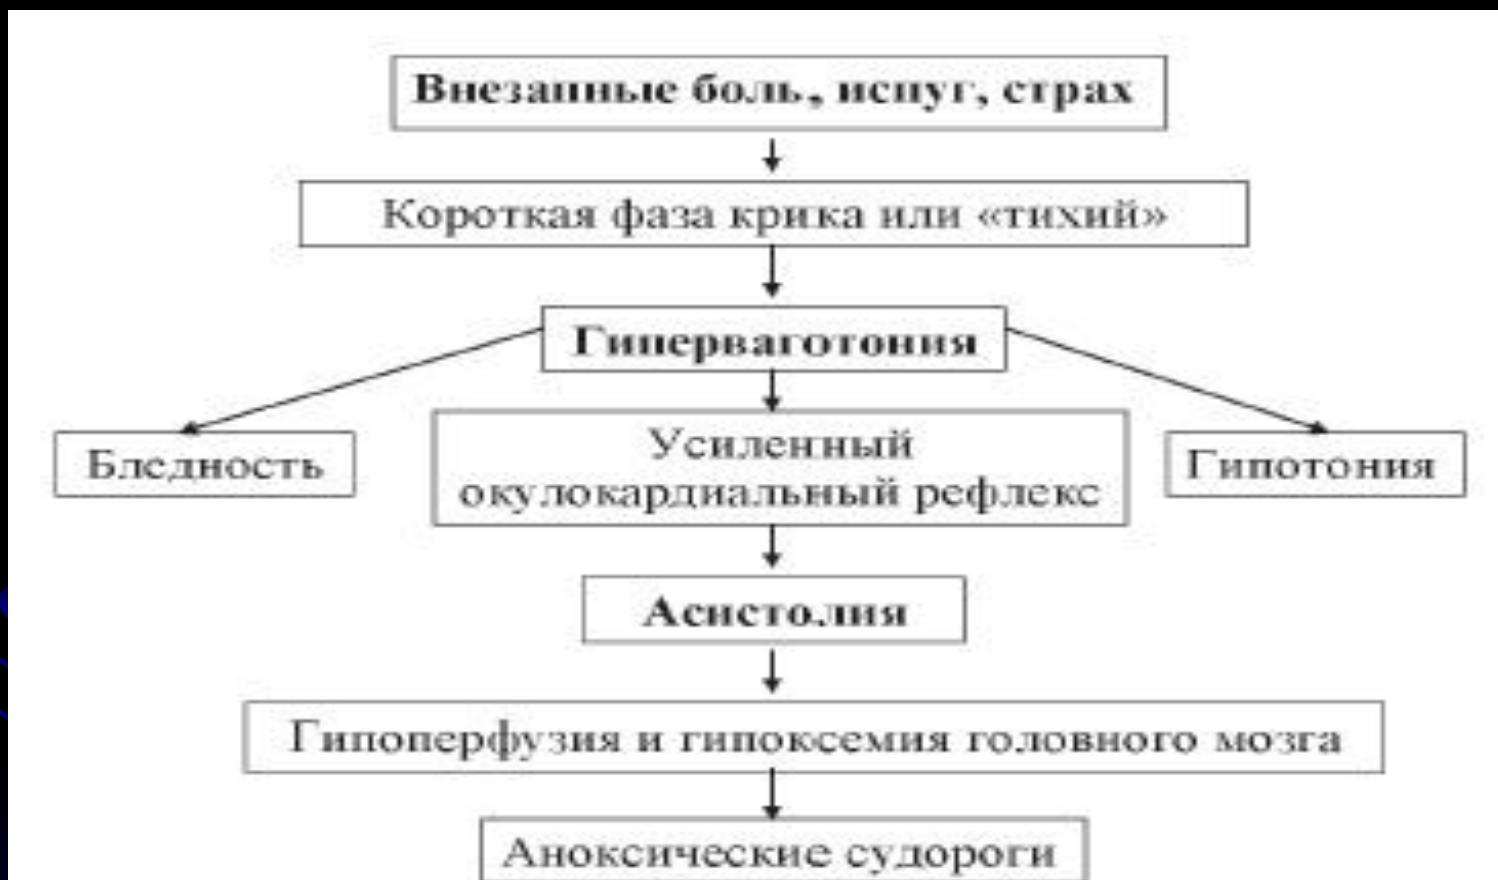 Внезапные боль, испуг, страх
Короткая фаза крика или «тихий»
Гиперваготония
Бледность
Усиленный
окулокардиальный рефлекс
Гипотония
Асистолия
Гипоперфузия и гипоксемия головного мозга
Аноксические судороги